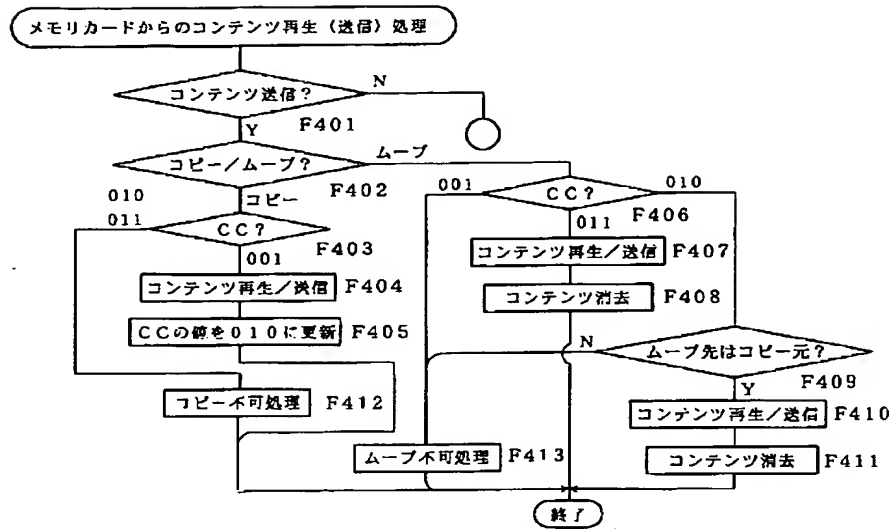 メモリカードからのコンテンツ再生（送信）処理
コンテンツ送信？
N
Y
F401
コピー／ムーブ？
ムーブ
F402
コピー
010
011
CC？
F403
001
コンテンツ再生／送信
F404
CCの値を010に更新
F405
コピー不可処理
F412
001
CC？
010
F406
011
コンテンツ再生／送信
F407
コンテンツ消去
F408
N
ムーブ先はコピー元？
F409
Y
コンテンツ再生／送信
F410
ムーブ不可処理
F413
コンテンツ消去
F411
終了